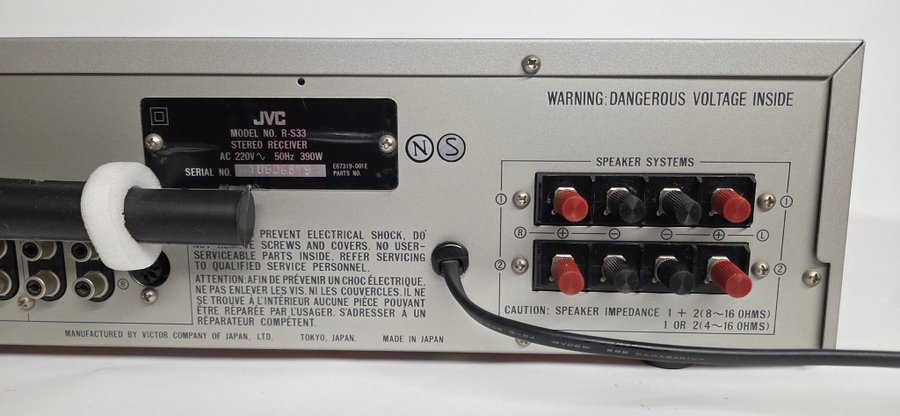 WARNING: DANGEROUS VOLTAGE INSIDE
JVC
MODEL NO. R-S33
STEREO RECEIVER
AC 220V~ 50Hz 390W
SERIAL NO.
E67319-001E
PARTS NO.
N S
SPEAKER SYSTEMS
1 1
R + − − + L
2 2
CAUTION: SPEAKER IMPEDANCE 1 + 2 (8~16 OHMS)
1 OR 2 (4~16 OHMS)
PREVENT ELECTRICAL SHOCK, DO
SCREWS AND COVERS. NO USER-
SERVICEABLE PARTS INSIDE. REFER SERVICING
TO QUALIFIED SERVICE PERSONNEL.
ATTENTION: AFIN DE PRÉVENIR UN CHOC ÉLECTRIQUE,
NE PAS ENLEVER LES VIS, NI LES COUVERCLES. IL NE
SE TROUVE À L'INTÉRIEUR AUCUNE PIÈCE POUVANT
ÊTRE RÉPARÉE PAR L'USAGER. S'ADRESSER À UN
RÉPARATEUR COMPÉTENT.
R
MANUFACTURED BY VICTOR COMPANY OF JAPAN, LTD. TOKYO, JAPAN. MADE IN JAPAN